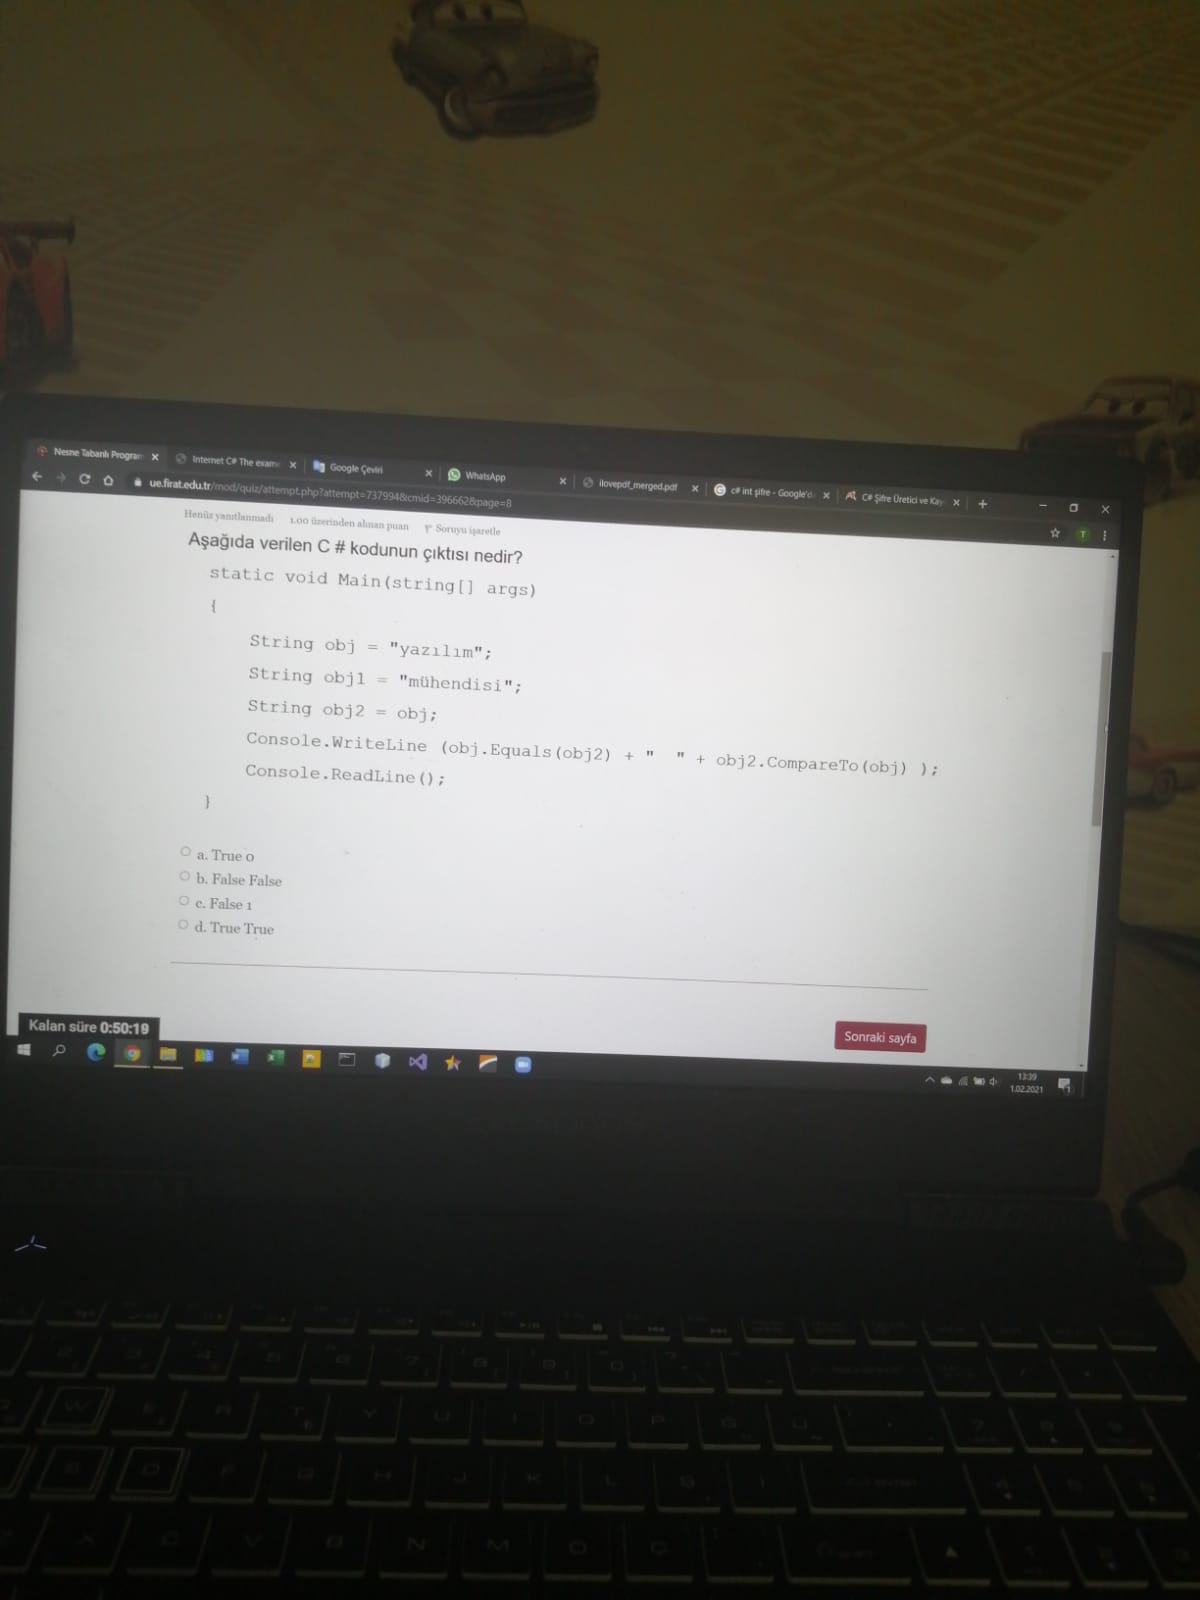 Nesne Tabanlı Program
Internet C# The exam
Google Çeviri
WhatsApp
ilovepdf_merged.pdf
c# int şifre - Google'd
C# Şifre Üretici ve Kay
ue.firat.edu.tr/mod/quiz/attempt.php?attempt=737994&cmid=396662&page=8
T
Henüz yanıtlanmadı 1.00 üzerinden alınan puan Soruyu işaretle
Aşağıda verilen C # kodunun çıktısı nedir?
static void Main(string[] args)
{
String obj = "yazılım";
String obj1 = "mühendisi";
String obj2 = obj;
Console.WriteLine (obj.Equals(obj2) + "  " + obj2.CompareTo(obj) );
Console.ReadLine();
}
a. True 0
b. False False
c. False 1
d. True True
Sonraki sayfa
Kalan süre 0:50:19
13:39
1.02.2021